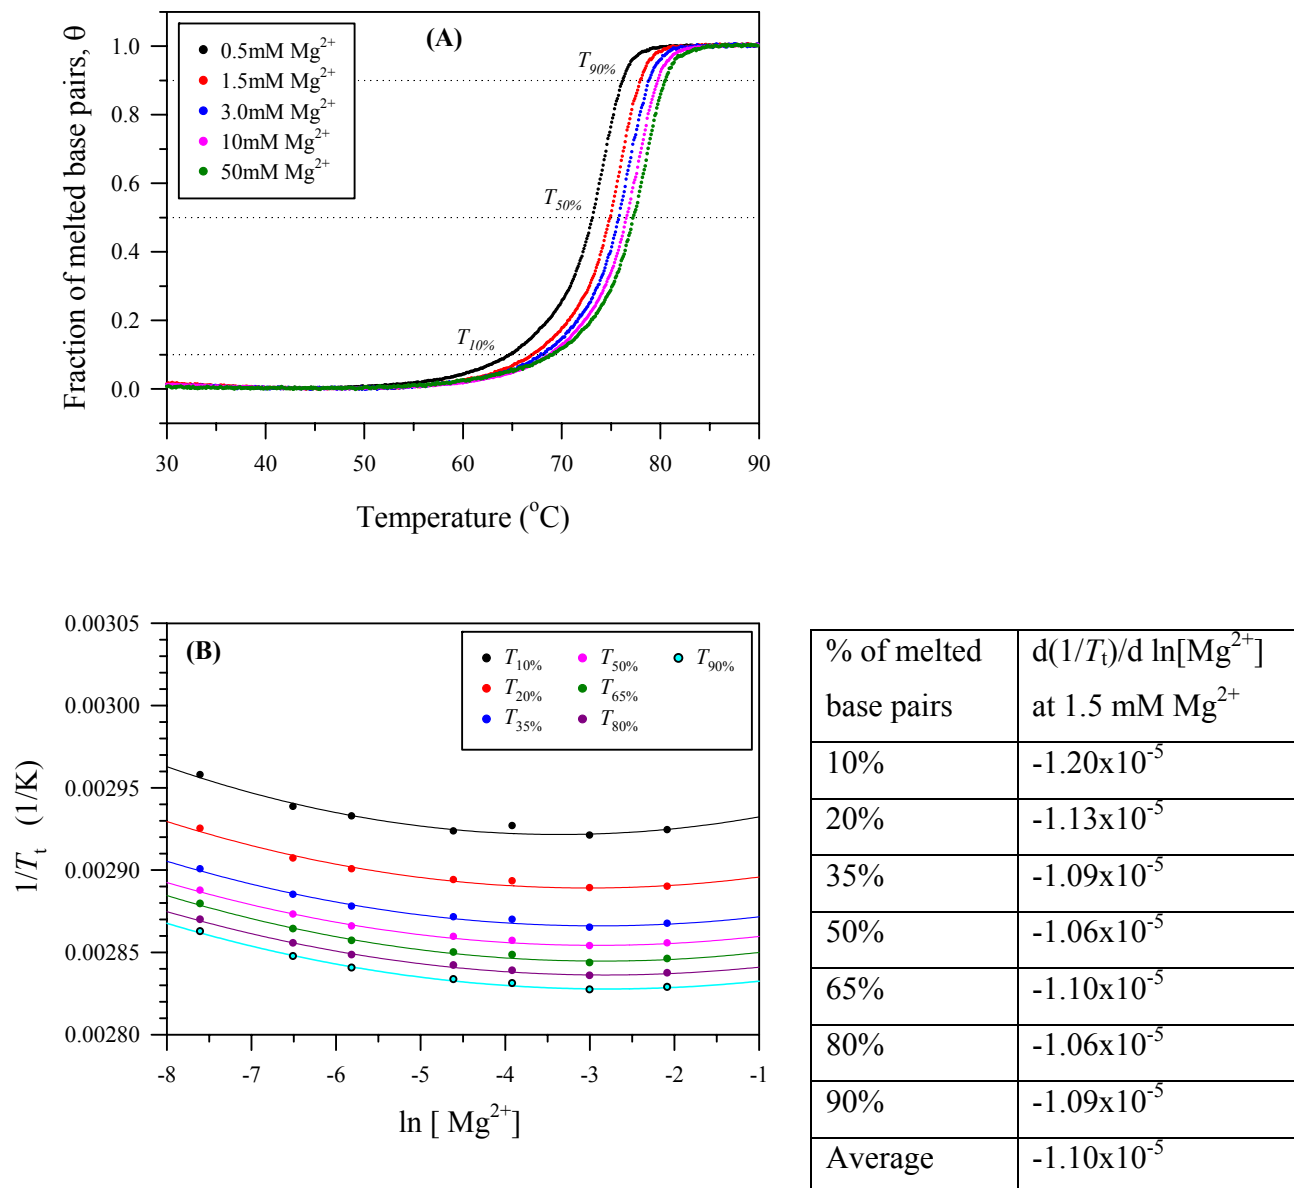 (A)
0.5mM Mg²⁺
1.5mM Mg²⁺
3.0mM Mg²⁺
10mM Mg²⁺
50mM Mg²⁺
T90%
T50%
T10%
Fraction of melted base pairs, θ
1.0
0.8
0.6
0.4
0.2
0.0
30 40 50 60 70 80 90
Temperature (°C)
(B)
T10% T50% T90%
T20% T65%
T35% T80%
1/Tt (1/K)
0.00305
0.00300
0.00295
0.00290
0.00285
0.00280
-8 -7 -6 -5 -4 -3 -2 -1
ln [ Mg²⁺]
% of melted base pairs | d(1/Tt)/d ln[Mg²⁺] at 1.5 mM Mg²⁺
10% | -1.20x10⁻⁵
20% | -1.13x10⁻⁵
35% | -1.09x10⁻⁵
50% | -1.06x10⁻⁵
65% | -1.10x10⁻⁵
80% | -1.06x10⁻⁵
90% | -1.09x10⁻⁵
Average | -1.10x10⁻⁵